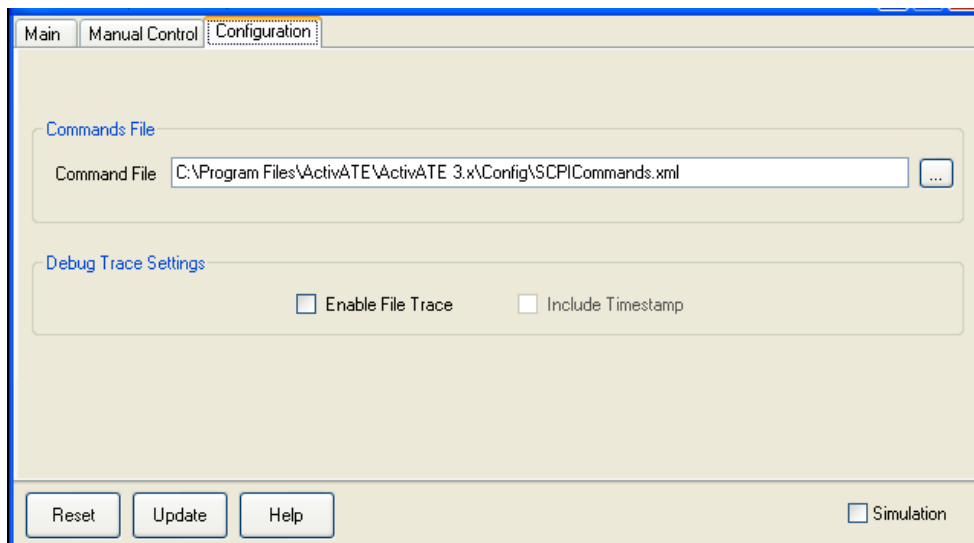 Main Manual Control Configuration
Commands File
Command File C:\Program Files\ActivATE\ActivATE 3.x\Config\SCPICommands.xml ...
Debug Trace Settings
Enable File Trace Include Timestamp
Reset Update Help Simulation